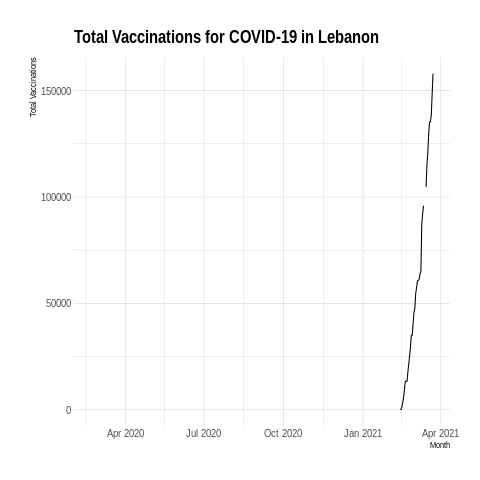 Total Vaccinations for COVID-19 in Lebanon
Total Vaccinations
150000
100000
50000
0
Apr 2020 Jul 2020 Oct 2020 Jan 2021 Apr 2021
Month